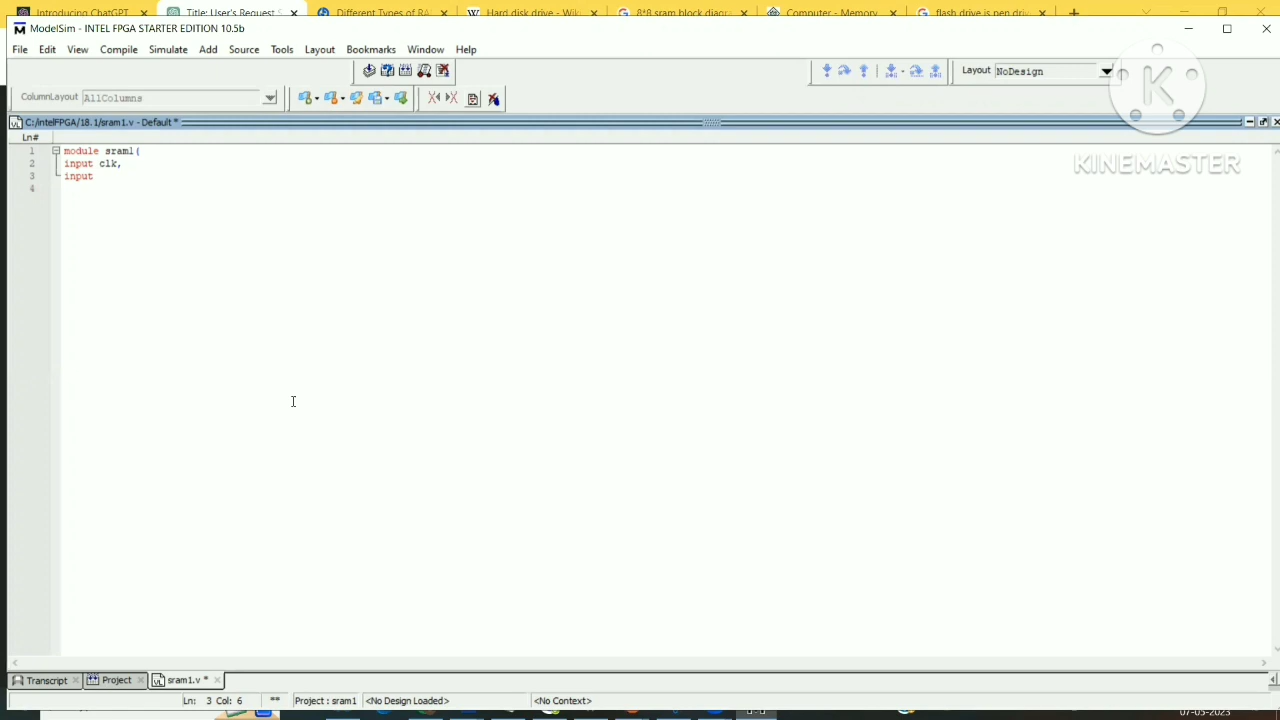 Introducing ChatGPT
Title: User's Request S
Different Types of RA
Hard disk drive - Wiki
8*8 sram block diagr
Computer - Memory
flash drive is pen driv
ModelSim - INTEL FPGA STARTER EDITION 10.5b
File Edit View Compile Simulate Add Source Tools Layout Bookmarks Window Help
Layout NoDesign
ColumnLayout AllColumns
C:/intelFPGA/18.1/sram1.v - Default *
Ln#
1 module sram1(
2 input clk,
3 input
4
K
KINEMASTER
Transcript Project sram1.v *
Ln: 3 Col: 6 ** Project : sram1 <No Design Loaded> <No Context>
07-05-2023